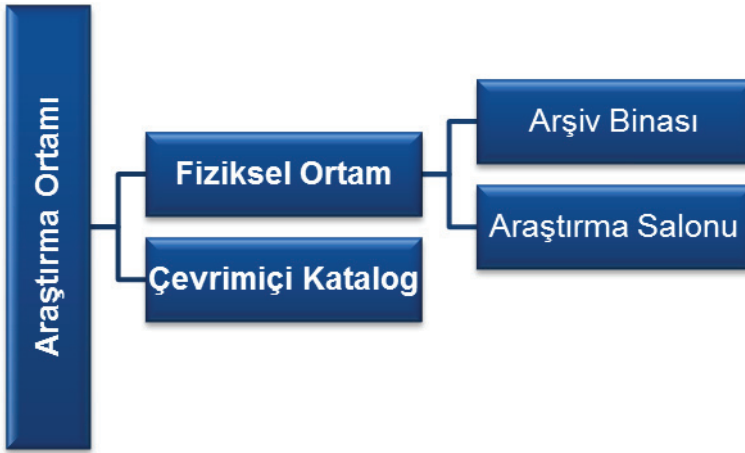 Araştırma Ortamı
Fiziksel Ortam
Arşiv Binası
Araştırma Salonu
Çevrimiçi Katalog